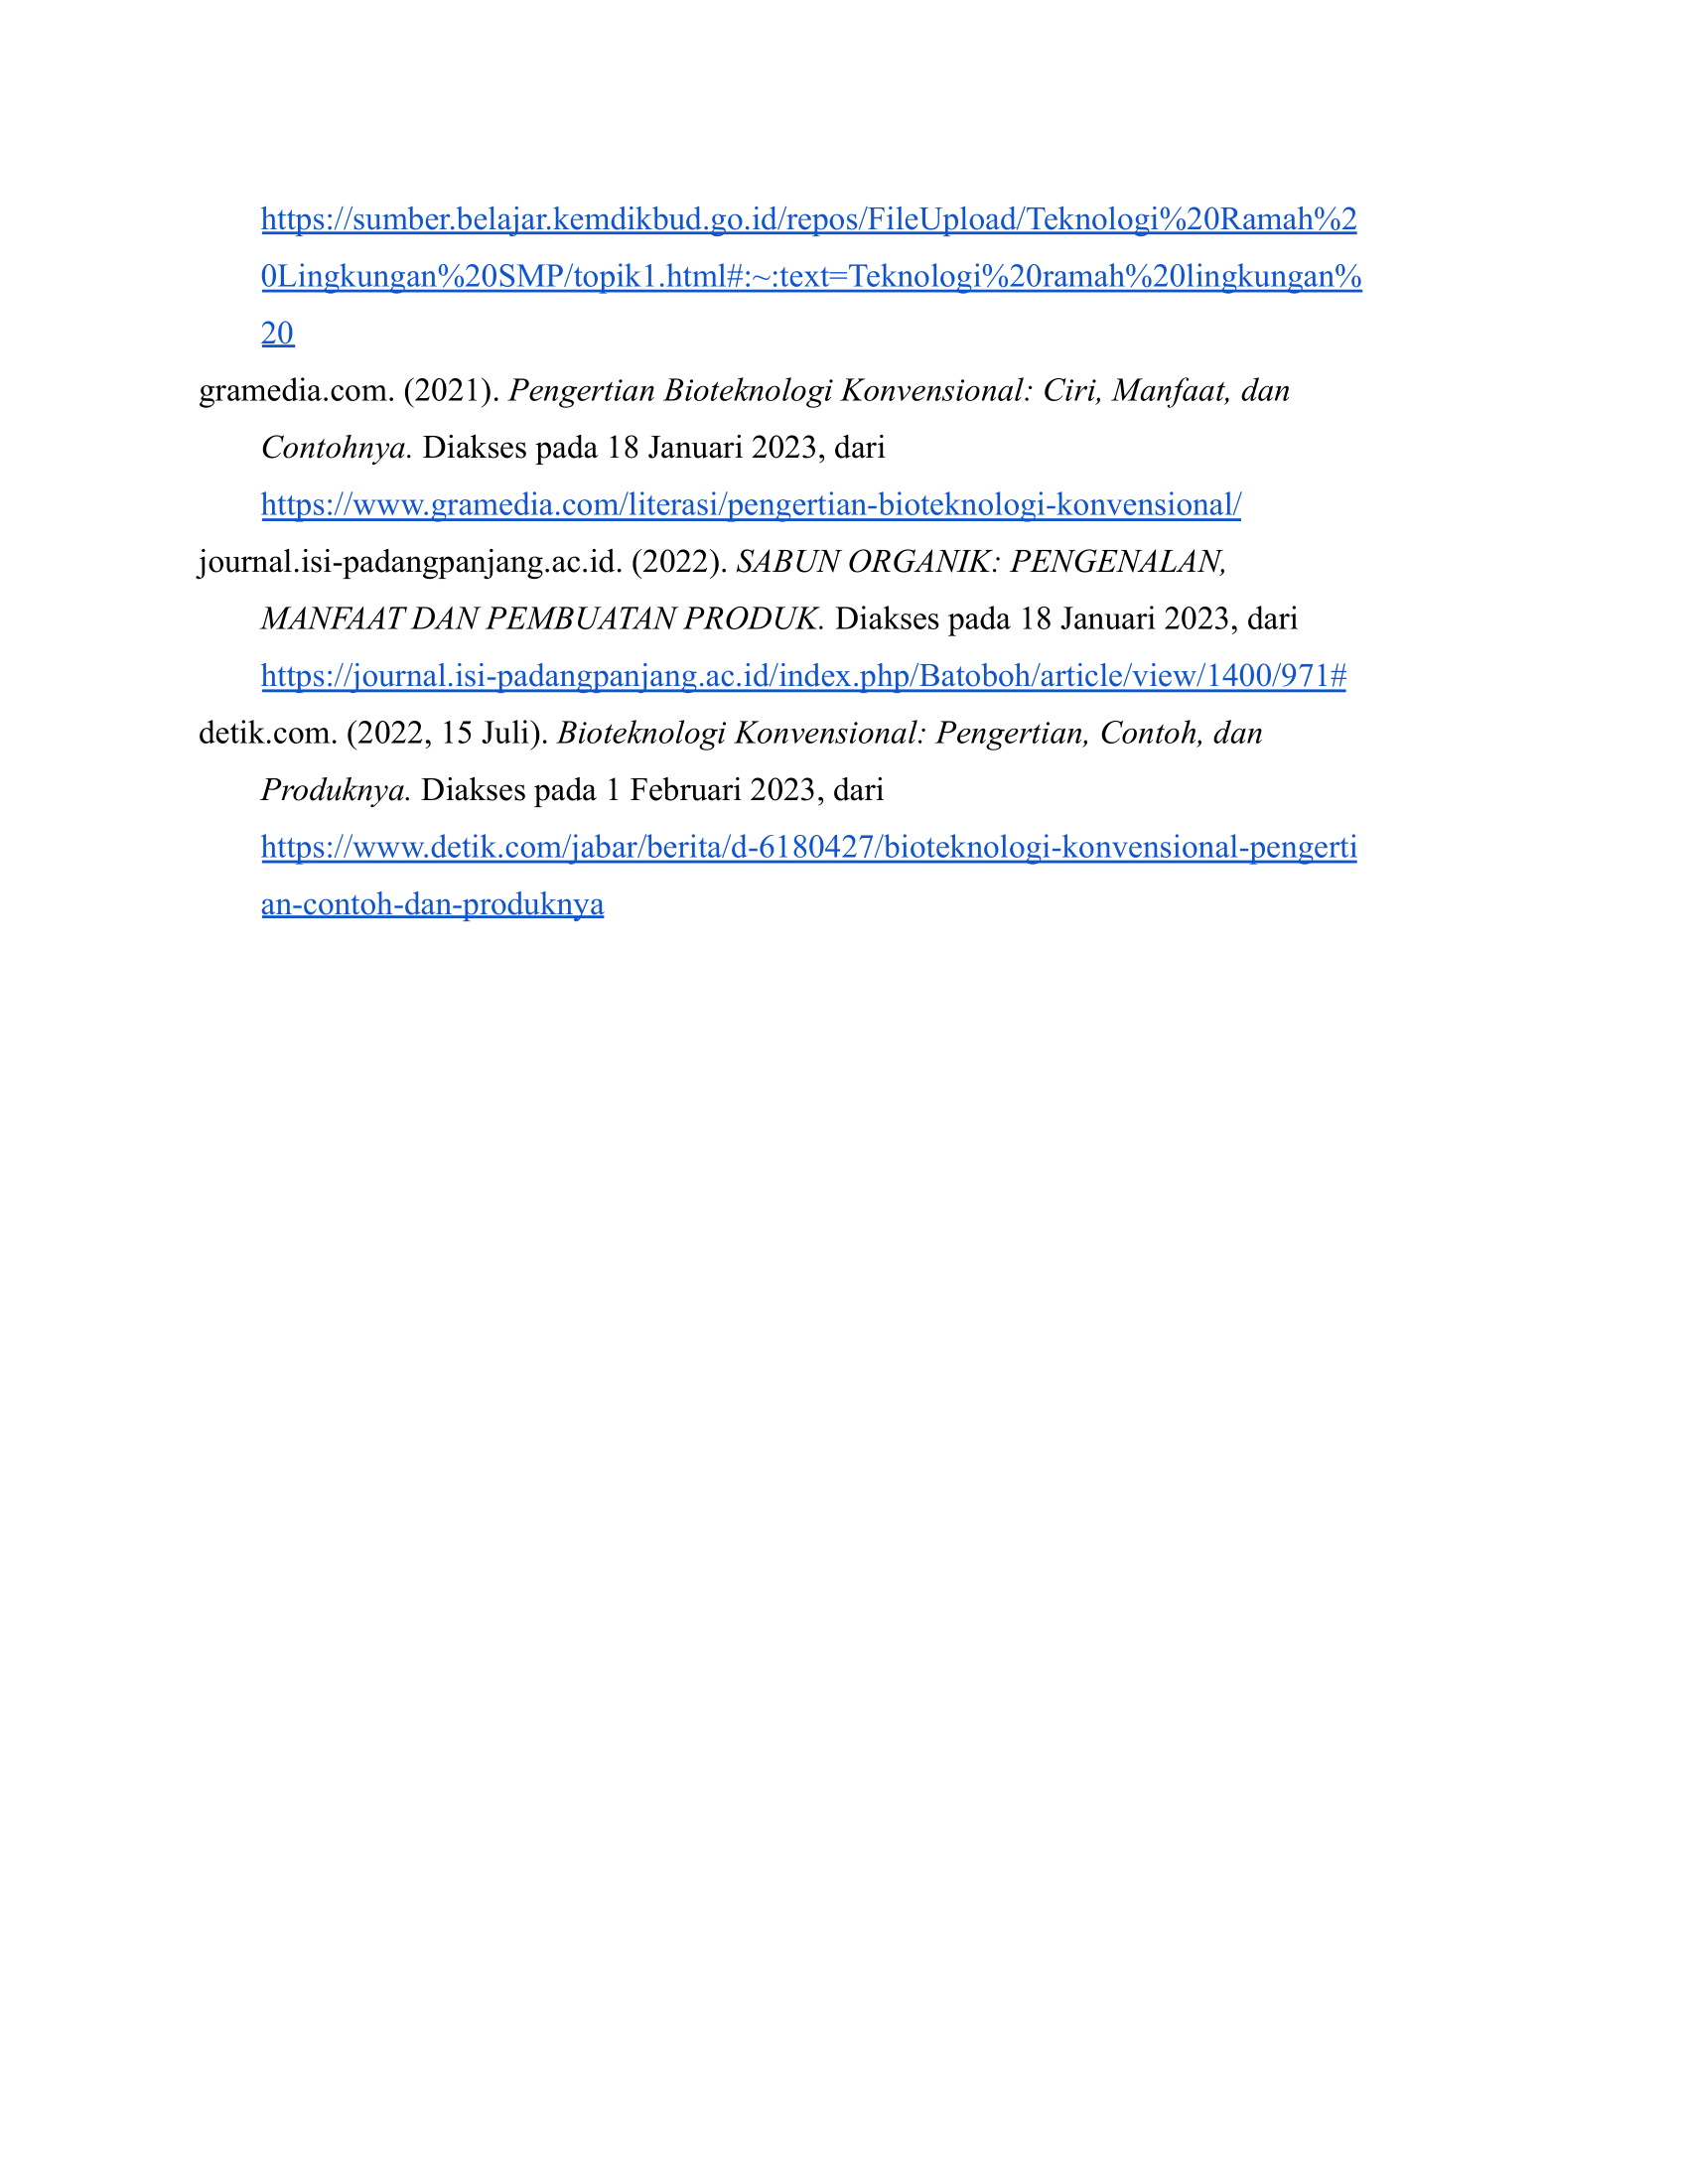 https://sumber.belajar.kemdikbud.go.id/repos/FileUpload/Teknologi%20Ramah%2
0Lingkungan%20SMP/topik1.html#:~:text=Teknologi%20ramah%20lingkungan%
20
gramedia.com. (2021). Pengertian Bioteknologi Konvensional: Ciri, Manfaat, dan
Contohnya. Diakses pada 18 Januari 2023, dari
https://www.gramedia.com/literasi/pengertian-bioteknologi-konvensional/
journal.isi-padangpanjang.ac.id. (2022). SABUN ORGANIK: PENGENALAN,
MANFAAT DAN PEMBUATAN PRODUK. Diakses pada 18 Januari 2023, dari
https://journal.isi-padangpanjang.ac.id/index.php/Batoboh/article/view/1400/971#
detik.com. (2022, 15 Juli). Bioteknologi Konvensional: Pengertian, Contoh, dan
Produknya. Diakses pada 1 Februari 2023, dari
https://www.detik.com/jabar/berita/d-6180427/bioteknologi-konvensional-pengerti
an-contoh-dan-produknya